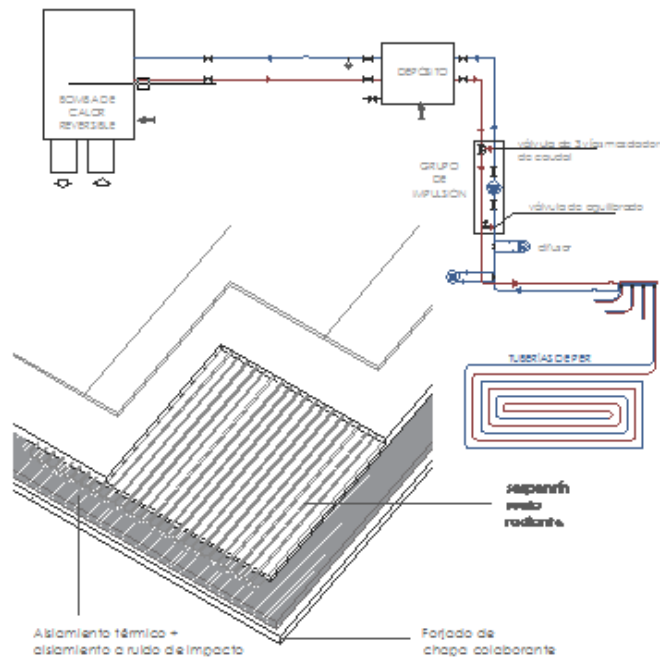 BOMBA DE
CALOR
REVERSIBLE
DEPÓSITO
GRUPO
DE
IMPULSIÓN
válvula de 3 vías mezclador
de caudal
válvula de equilibrado
difusor
TUBERÍAS DE PER
suelo
radiante.
Aislamiento térmico +
aislamiento a ruido de impacto
Forjado de
chapa colaborante